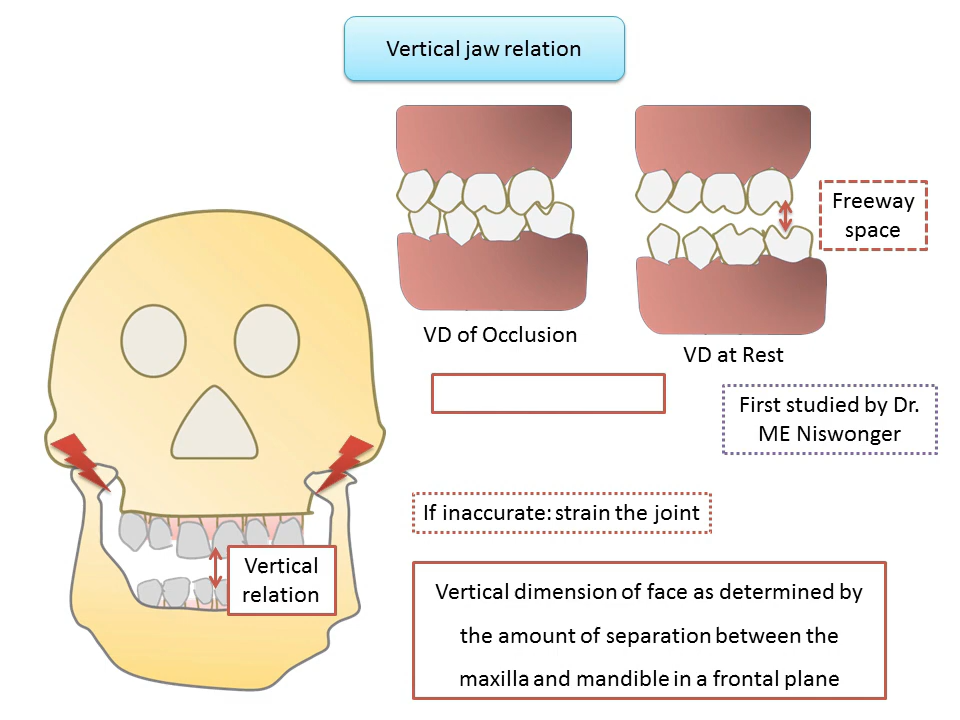 Vertical jaw relation
Freeway
space
VD of Occlusion
VD at Rest
First studied by Dr.
ME Niswonger
If inaccurate: strain the joint
Vertical
relation
Vertical dimension of face as determined by
the amount of separation between the
maxilla and mandible in a frontal plane